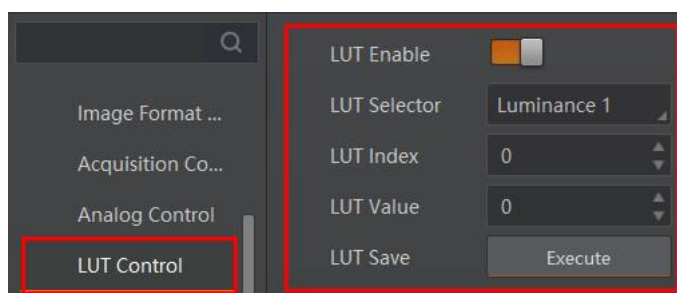 Image Format ...
Acquisition Co...
Analog Control
LUT Control
LUT Enable
LUT Selector Luminance 1
LUT Index 0
LUT Value 0
LUT Save Execute